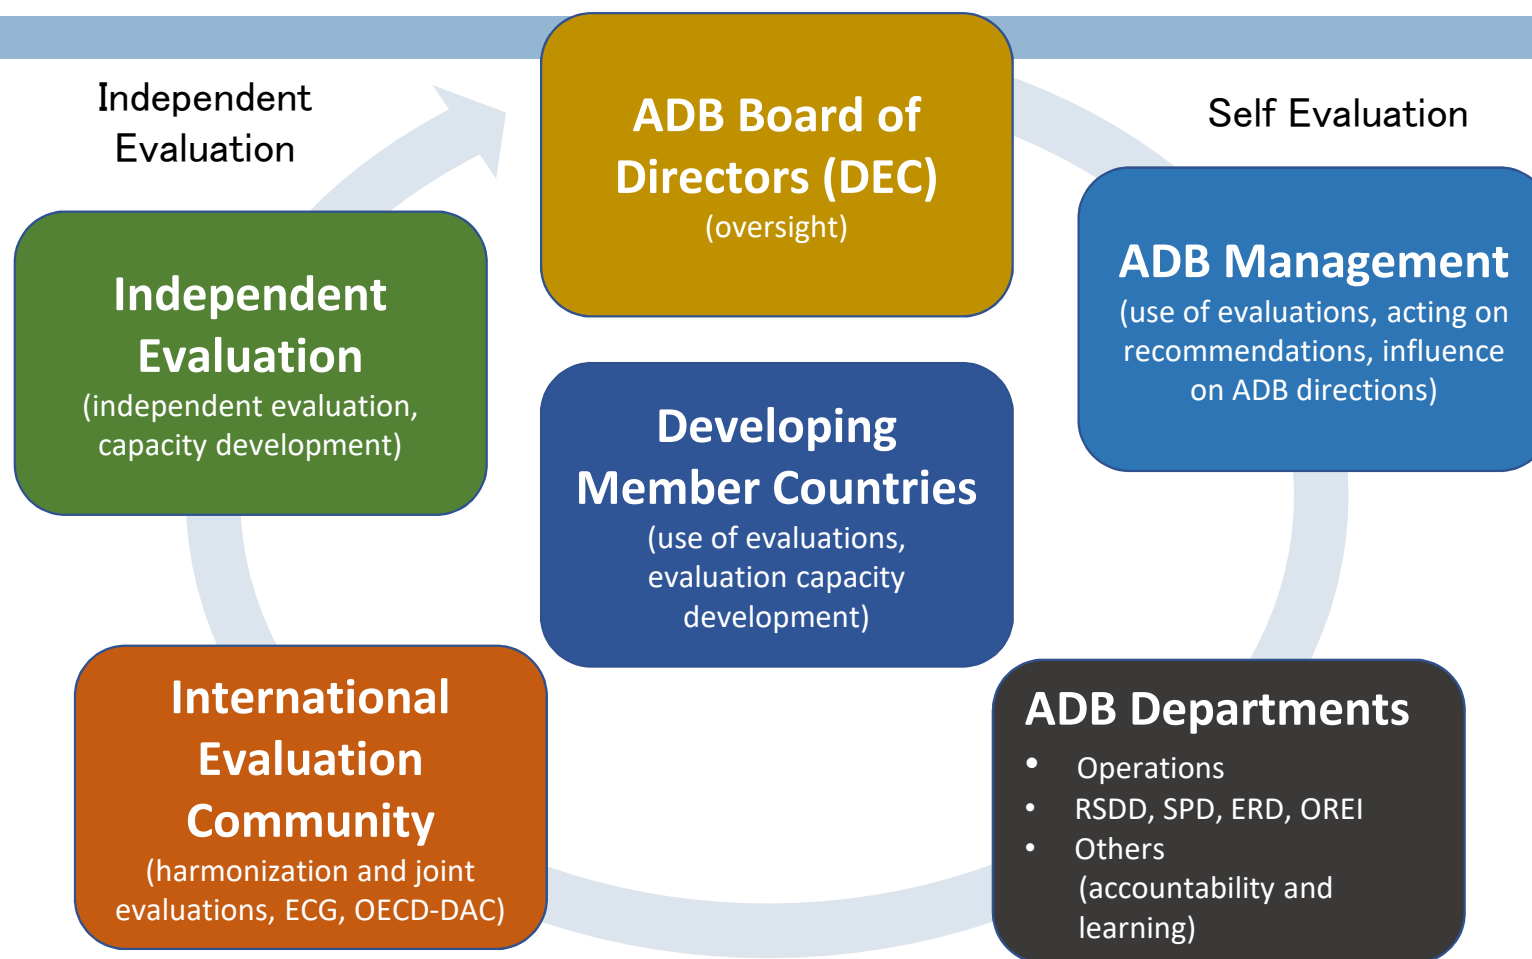 Independent
Evaluation
Self Evaluation
ADB Board of
Directors (DEC)
(oversight)
ADB Management
(use of evaluations, acting on
recommendations, influence
on ADB directions)
Independent
Evaluation
(independent evaluation,
capacity development)
Developing
Member Countries
(use of evaluations,
evaluation capacity
development)
International
Evaluation
Community
(harmonization and joint
evaluations, ECG, OECD-DAC)
ADB Departments
• Operations
• RSDD, SPD, ERD, OREI
• Others
(accountability and
learning)